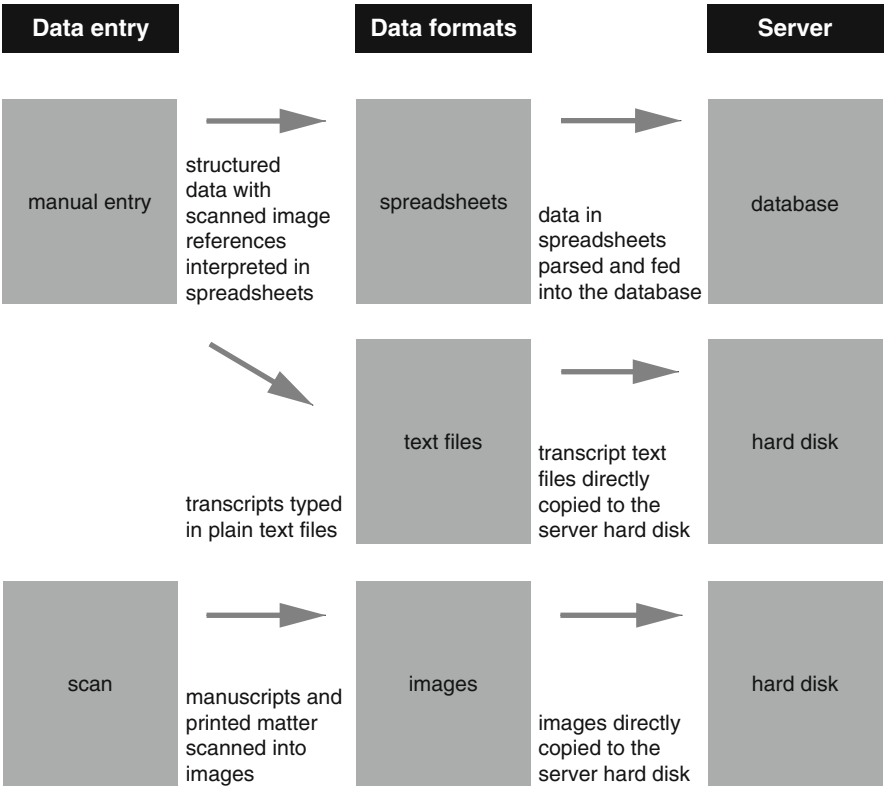 Data entry
Data formats
Server
manual entry
structured
data with
scanned image
references
interpreted in
spreadsheets
spreadsheets
data in
spreadsheets
parsed and fed
into the database
database
transcripts typed
in plain text files
text files
transcript text
files directly
copied to the
server hard disk
hard disk
scan
manuscripts and
printed matter
scanned into
images
images
images directly
copied to the
server hard disk
hard disk